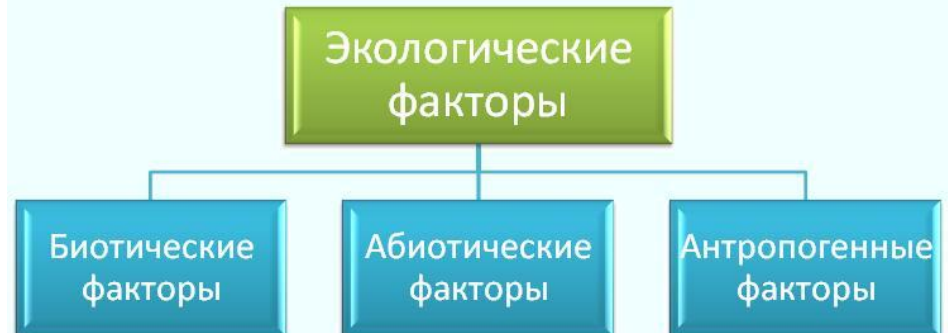 Экологические
факторы
Биотические
факторы
Абиотические
факторы
Антропогенные
факторы